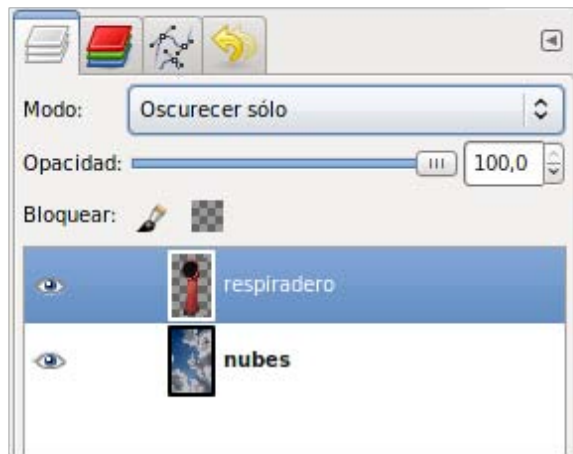 Modo: Oscurecer sólo
Opacidad: 100,0
Bloquear:
respiradero
nubes